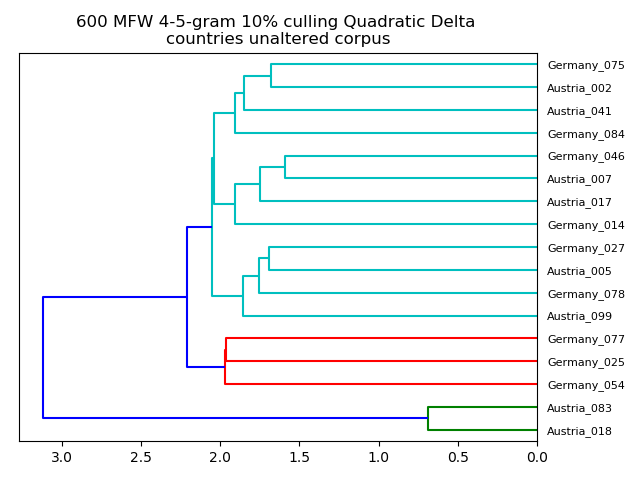 600 MFW 4-5-gram 10% culling Quadratic Delta
countries unaltered corpus
Germany_075
Austria_002
Austria_041
Germany_084
Germany_046
Austria_007
Austria_017
Germany_014
Germany_027
Austria_005
Germany_078
Austria_099
Germany_077
Germany_025
Germany_054
Austria_083
Austria_018
3.0 2.5 2.0 1.5 1.0 0.5 0.0